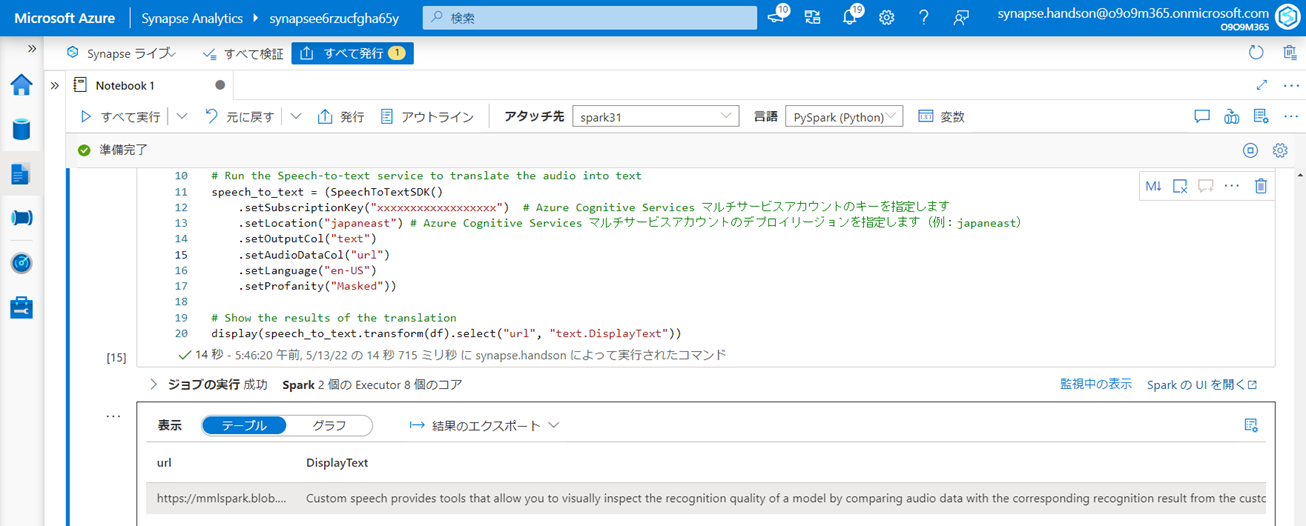 Microsoft Azure Synapse Analytics ▸ synapsee6rzucfgha65y 検索 10 19 ? synapse.handson@o9o9m365.onmicrosoft.com
O9O9M365
» Synapse ライブ すべて検証 すべて発行 1
» Notebook 1 ● ···
すべて実行 元に戻す 発行 アウトライン アタッチ先 spark31 言語 PySpark (Python) 変数 ···
準備完了
10 # Run the Speech-to-text service to translate the audio into text
11 speech_to_text = (SpeechToTextSDK()
12 .setSubscriptionKey("xxxxxxxxxxxxxxxxxx") # Azure Cognitive Services マルチサービスアカウントのキーを指定します
13 .setLocation("japaneast") # Azure Cognitive Services マルチサービスアカウントのデプロイリージョンを指定します（例：japaneast）
14 .setOutputCol("text")
15 .setAudioDataCol("url")
16 .setLanguage("en-US")
17 .setProfanity("Masked"))
18
19 # Show the results of the translation
20 display(speech_to_text.transform(df).select("url", "text.DisplayText"))
M↓ ···
[15] ✓ 14 秒 - 5:46:20 午前, 5/13/22 の 14 秒 715 ミリ秒 に synapse.handson によって実行されたコマンド
ジョブの実行 成功 Spark 2 個の Executor 8 個のコア 監視中の表示 Spark の UI を開く
··· 表示 テーブル グラフ 結果のエクスポート
url DisplayText
https://mmlspark.blob.... Custom speech provides tools that allow you to visually inspect the recognition quality of a model by comparing audio data with the corresponding recognition result from the custo